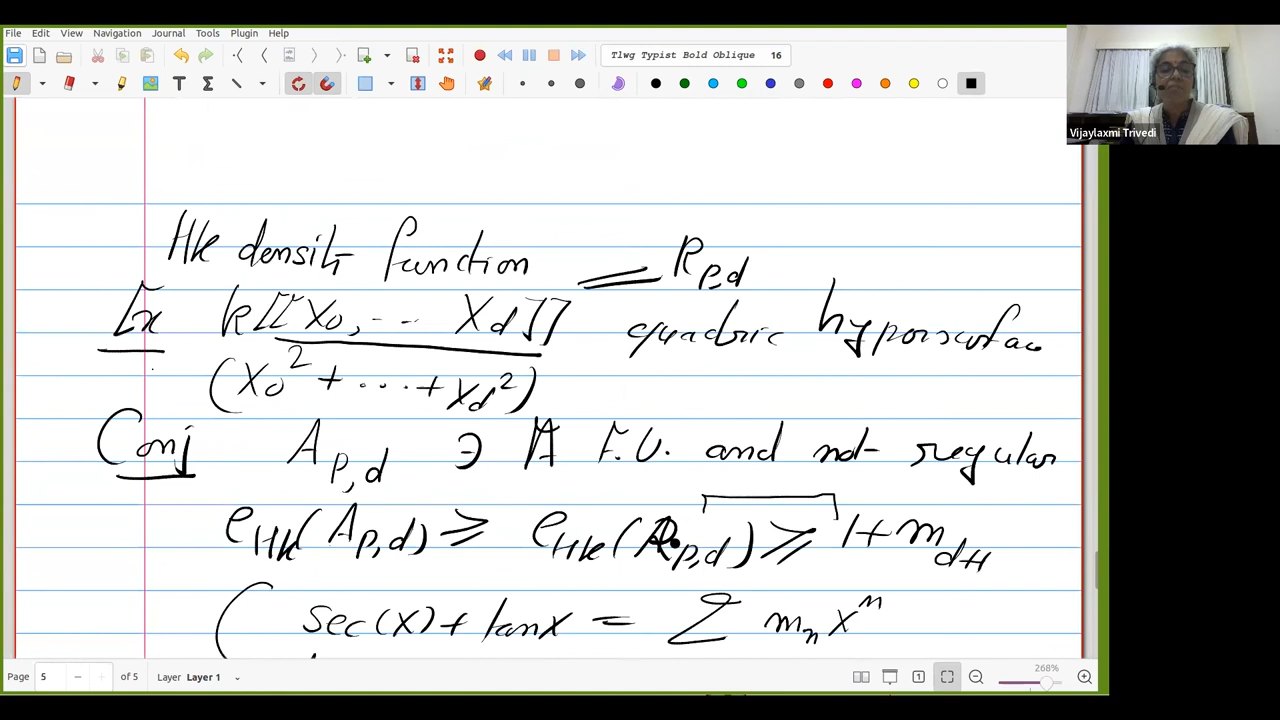 File Edit View Navigation Journal Tools Plugin Help
Tlwg Typist Bold Oblique 16
Vijaylaxmi Trivedi
HK density function = R_{p,d}
Ex k[[X_0, ... X_d]] quadric hypersurface
(X_0^2 + ... + X_d^2)
Conj A_{p,d} ∋ A F.U. and not regular
e_{HK}(A_{p,d}) ≥ e_{HK}(R_{p,d}) ≥ 1 + m_{d+1}
( sec(x) + tan x = Σ m_n x^n
Page 5 of 5 Layer Layer 1 268%